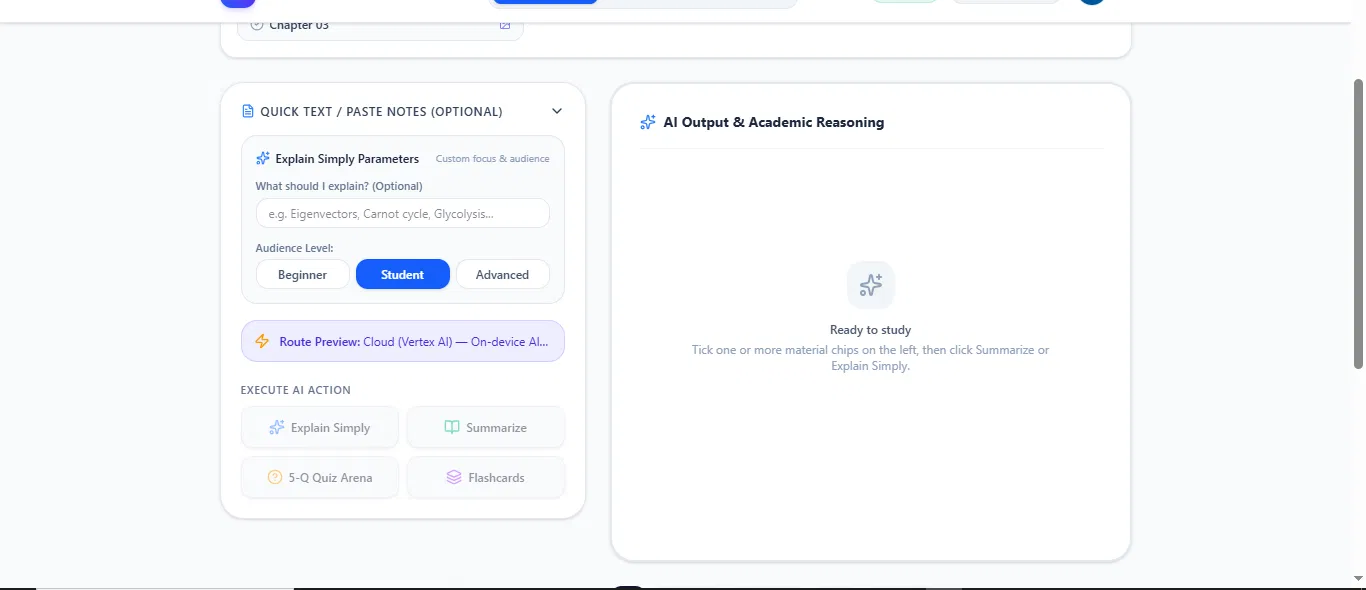 Chapter 03
QUICK TEXT / PASTE NOTES (OPTIONAL)
Explain Simply Parameters
Custom focus & audience
What should I explain? (Optional)
e.g. Eigenvectors, Carnot cycle, Glycolysis...
Audience Level:
Beginner
Student
Advanced
Route Preview: Cloud (Vertex AI) — On-device AI...
EXECUTE AI ACTION
Explain Simply
Summarize
5-Q Quiz Arena
Flashcards
AI Output & Academic Reasoning
Ready to study
Tick one or more material chips on the left, then click Summarize or
Explain Simply.